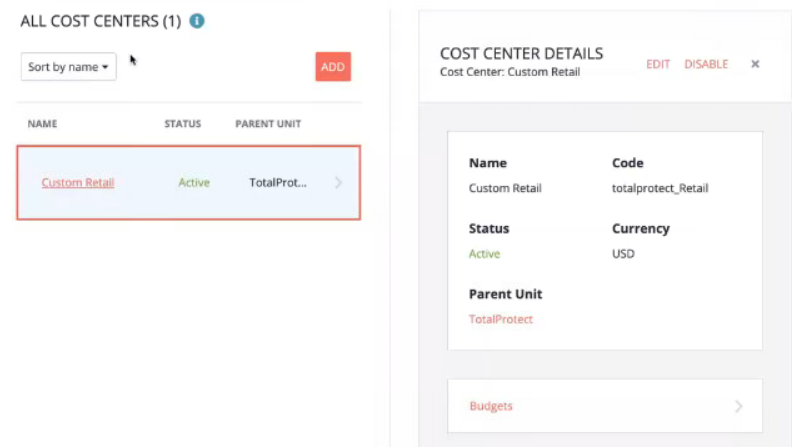 ALL COST CENTERS (1)
Sort by name
ADD
NAME STATUS PARENT UNIT
Custom Retail Active TotalProt...
COST CENTER DETAILS
Cost Center: Custom Retail
EDIT DISABLE ×
Name Code
Custom Retail totalprotect_Retail
Status Currency
Active USD
Parent Unit
TotalProtect
Budgets